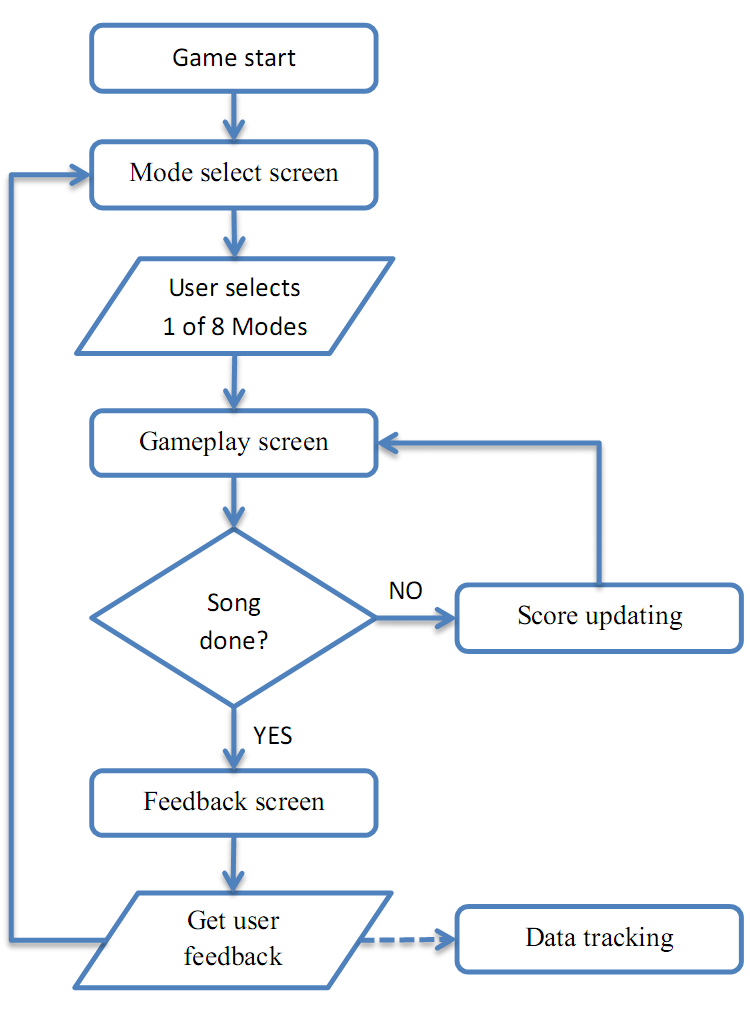 Game start
Mode select screen
User selects
1 of 8 Modes
Gameplay screen
Song
done?
NO
Score updating
YES
Feedback screen
Get user
feedback
Data tracking